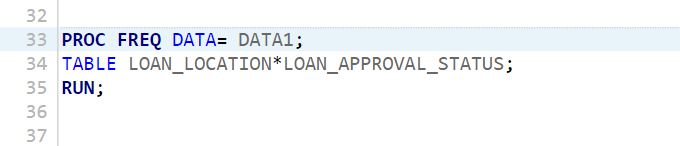 32
33 PROC FREQ DATA= DATA1;
34 TABLE LOAN_LOCATION*LOAN_APPROVAL_STATUS;
35 RUN;
36
37